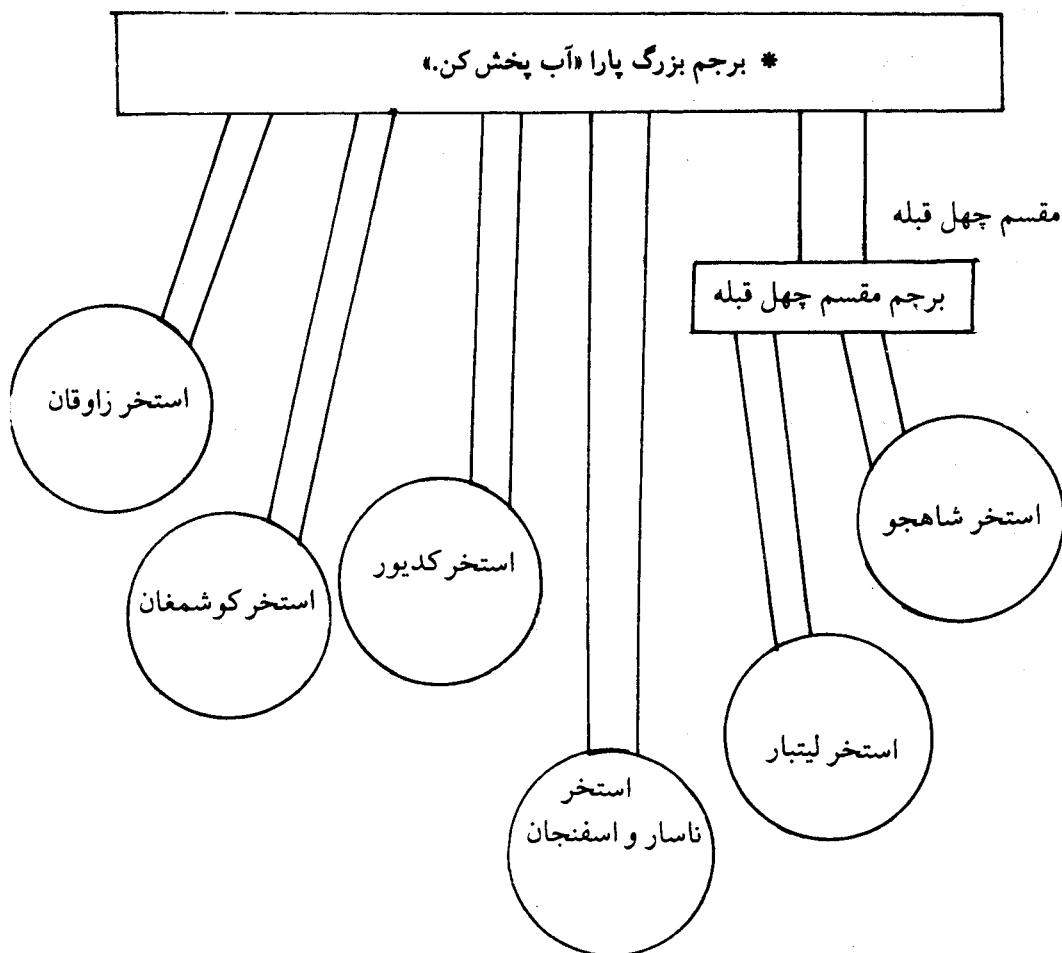 * برجم بزرگ پارا «آب پخش کن.»
مقسم چهل قبله
برجم مقسم چهل قبله
استخر زاوقان
استخر شاهجو
استخر کدیور
استخر کوشمغان
استخر لیتبار
استخر
ناسار و اسفنجان